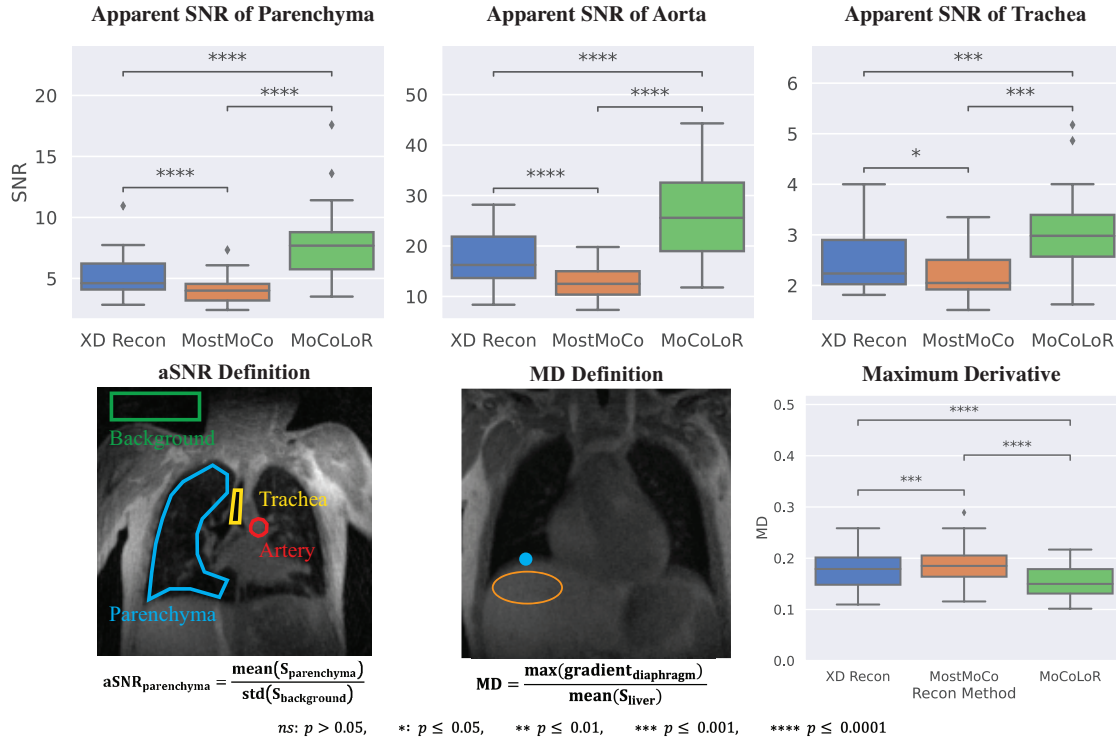 Apparent SNR of Parenchyma
Apparent SNR of Aorta
Apparent SNR of Trachea
SNR
20
15
10
5
****
****
****
XD Recon
MostMoCo
MoCoLoR
50
40
30
20
10
****
****
****
XD Recon
MostMoCo
MoCoLoR
6
5
4
3
2
***
***
*
XD Recon
MostMoCo
MoCoLoR
aSNR Definition
Background
Trachea
Artery
Parenchyma
aSNR_parenchyma = mean(S_parenchyma) / std(S_background)
MD Definition
MD = max(gradient_diaphragm) / mean(S_liver)
Maximum Derivative
MD
0.5
0.4
0.3
0.2
0.1
0.0
****
****
***
XD Recon
MostMoCo
MoCoLoR
Recon Method
ns: p > 0.05, *: p ≤ 0.05, ** p ≤ 0.01, *** p ≤ 0.001, **** p ≤ 0.0001